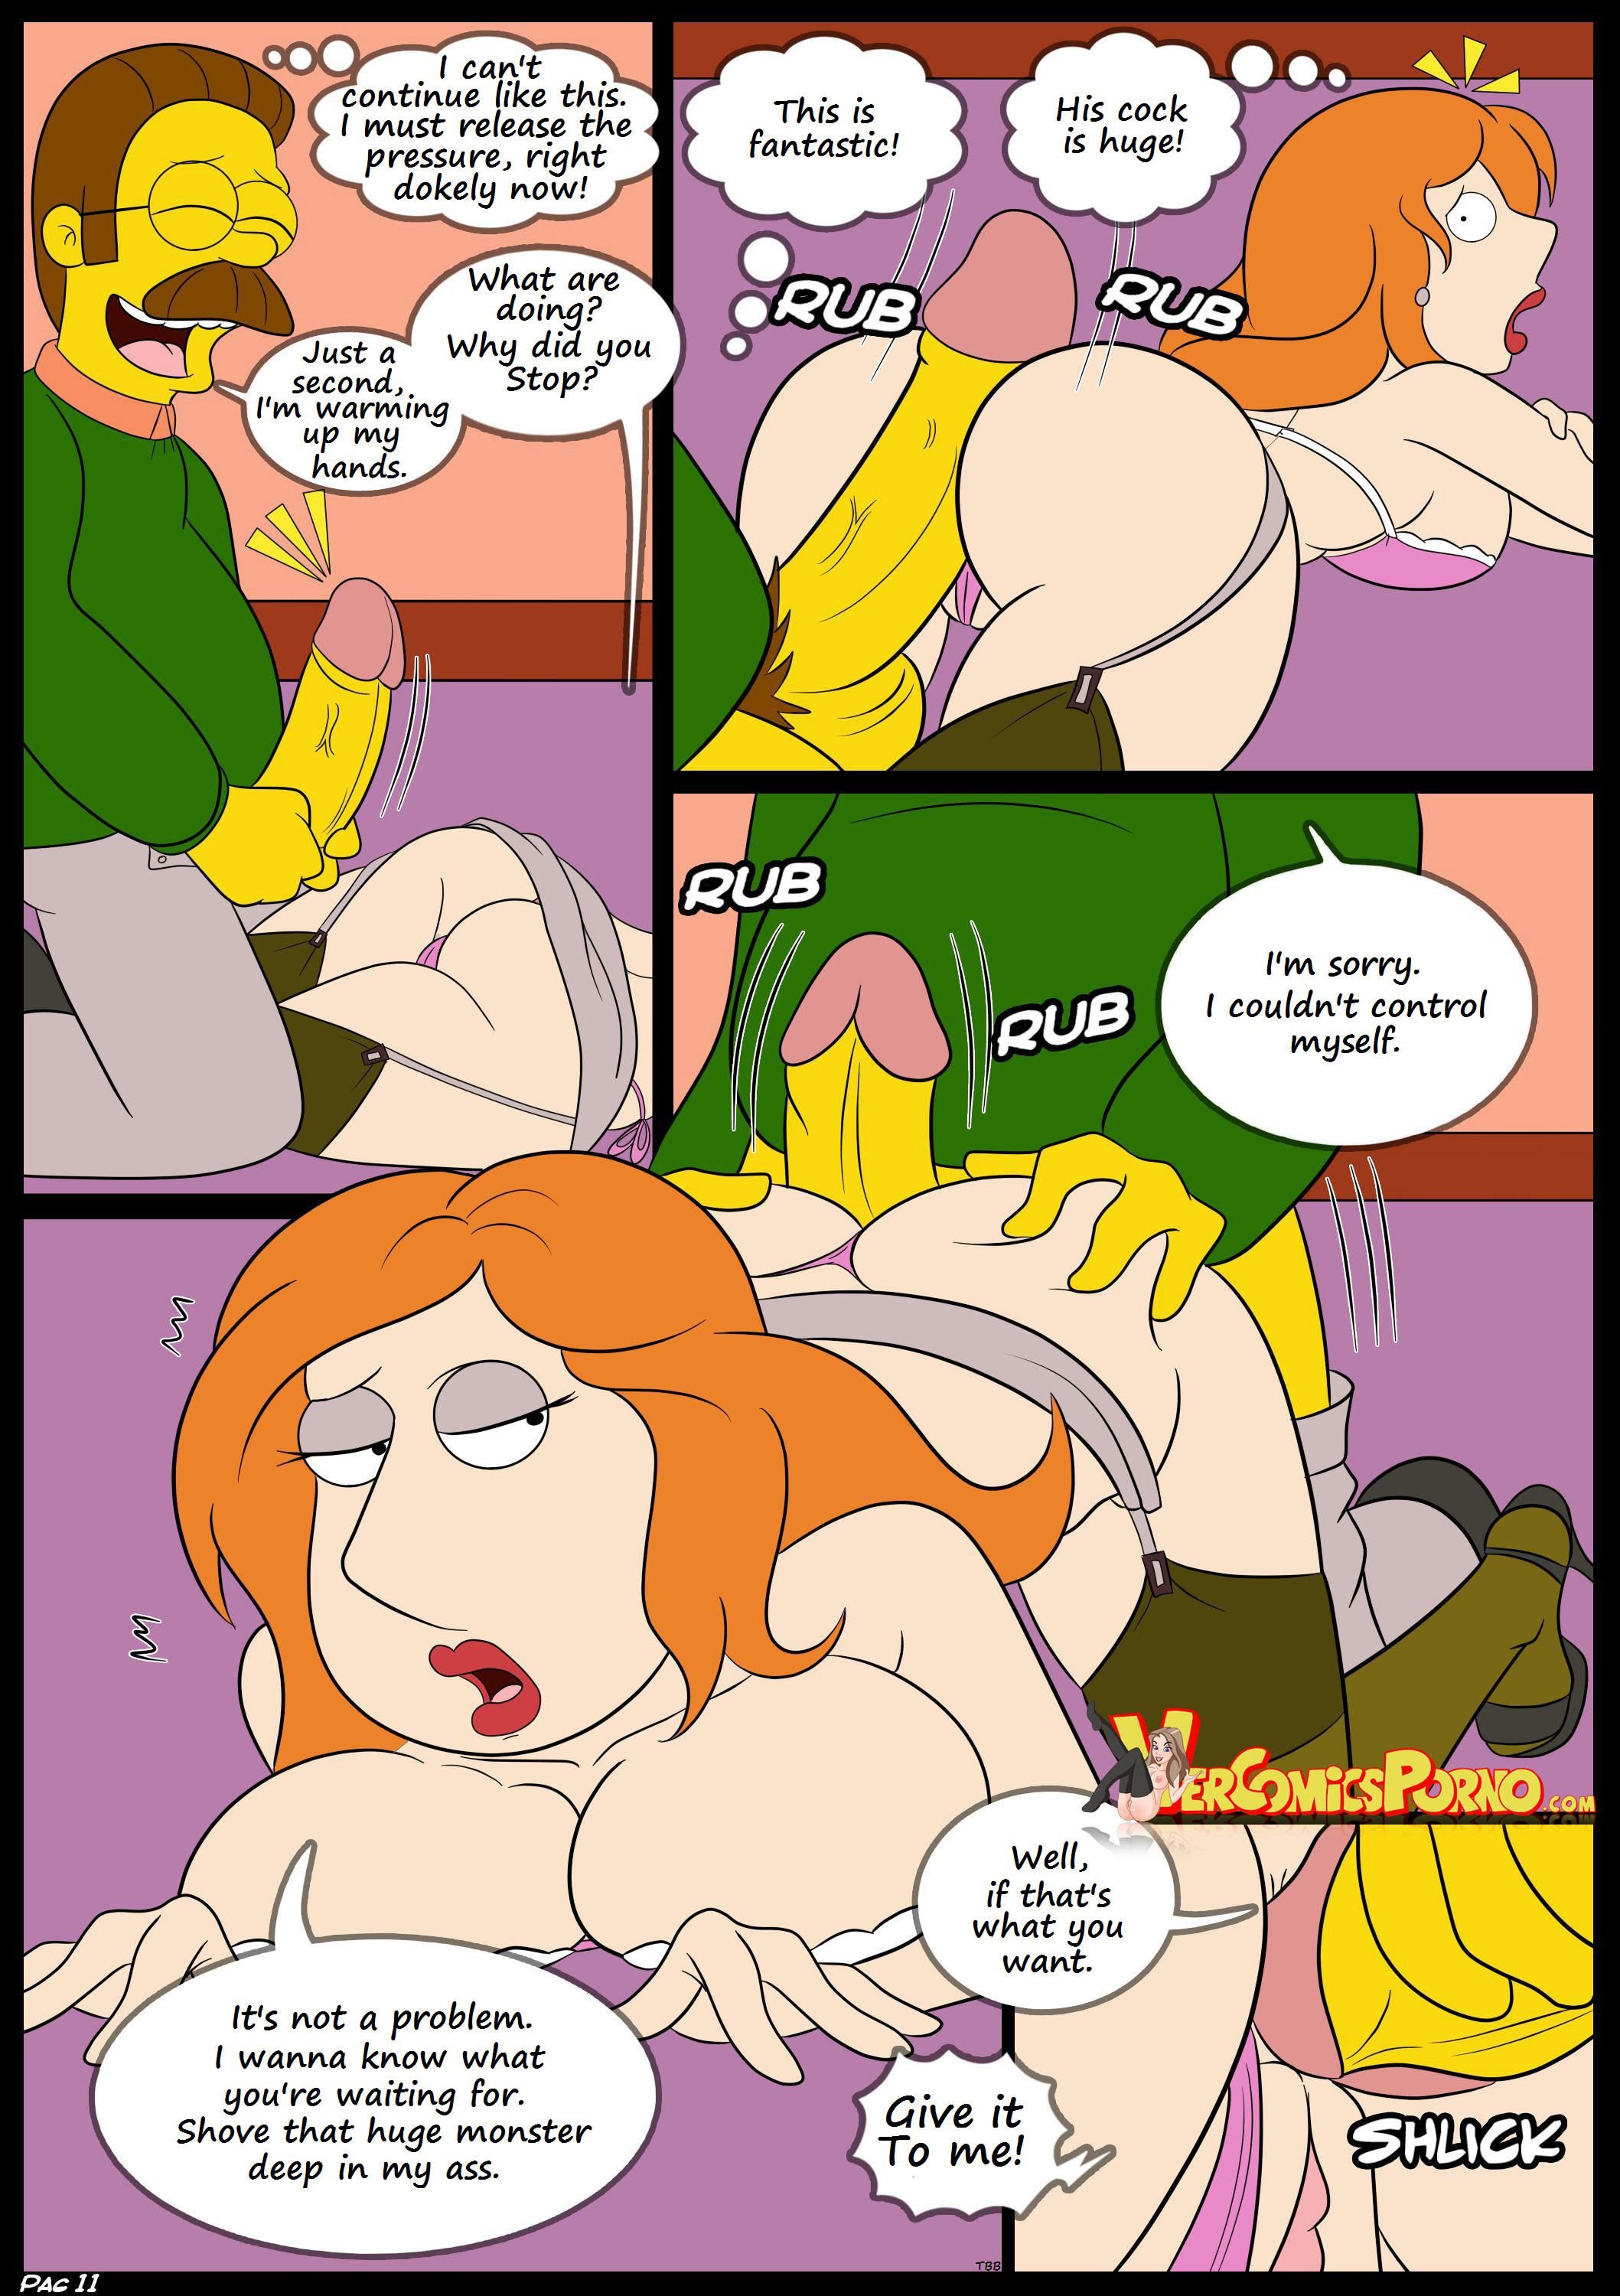 I can't
continue like this.
I must release the
pressure, right
dokely now!
What are
doing?
Why did you
Stop?
Just a
second,
I'm warming
up my
hands.
This is
fantastic!
His cock
is huge!
RUB
RUB
RUB
RUB
I'm sorry.
I couldn't control
myself.
It's not a problem.
I wanna know what
you're waiting for.
Shove that huge monster
deep in my ass.
VERCOMICSPORNO.COM
Well,
if that's
what you
want.
Give it
To me!
SHLICK
TBB
PAG 11